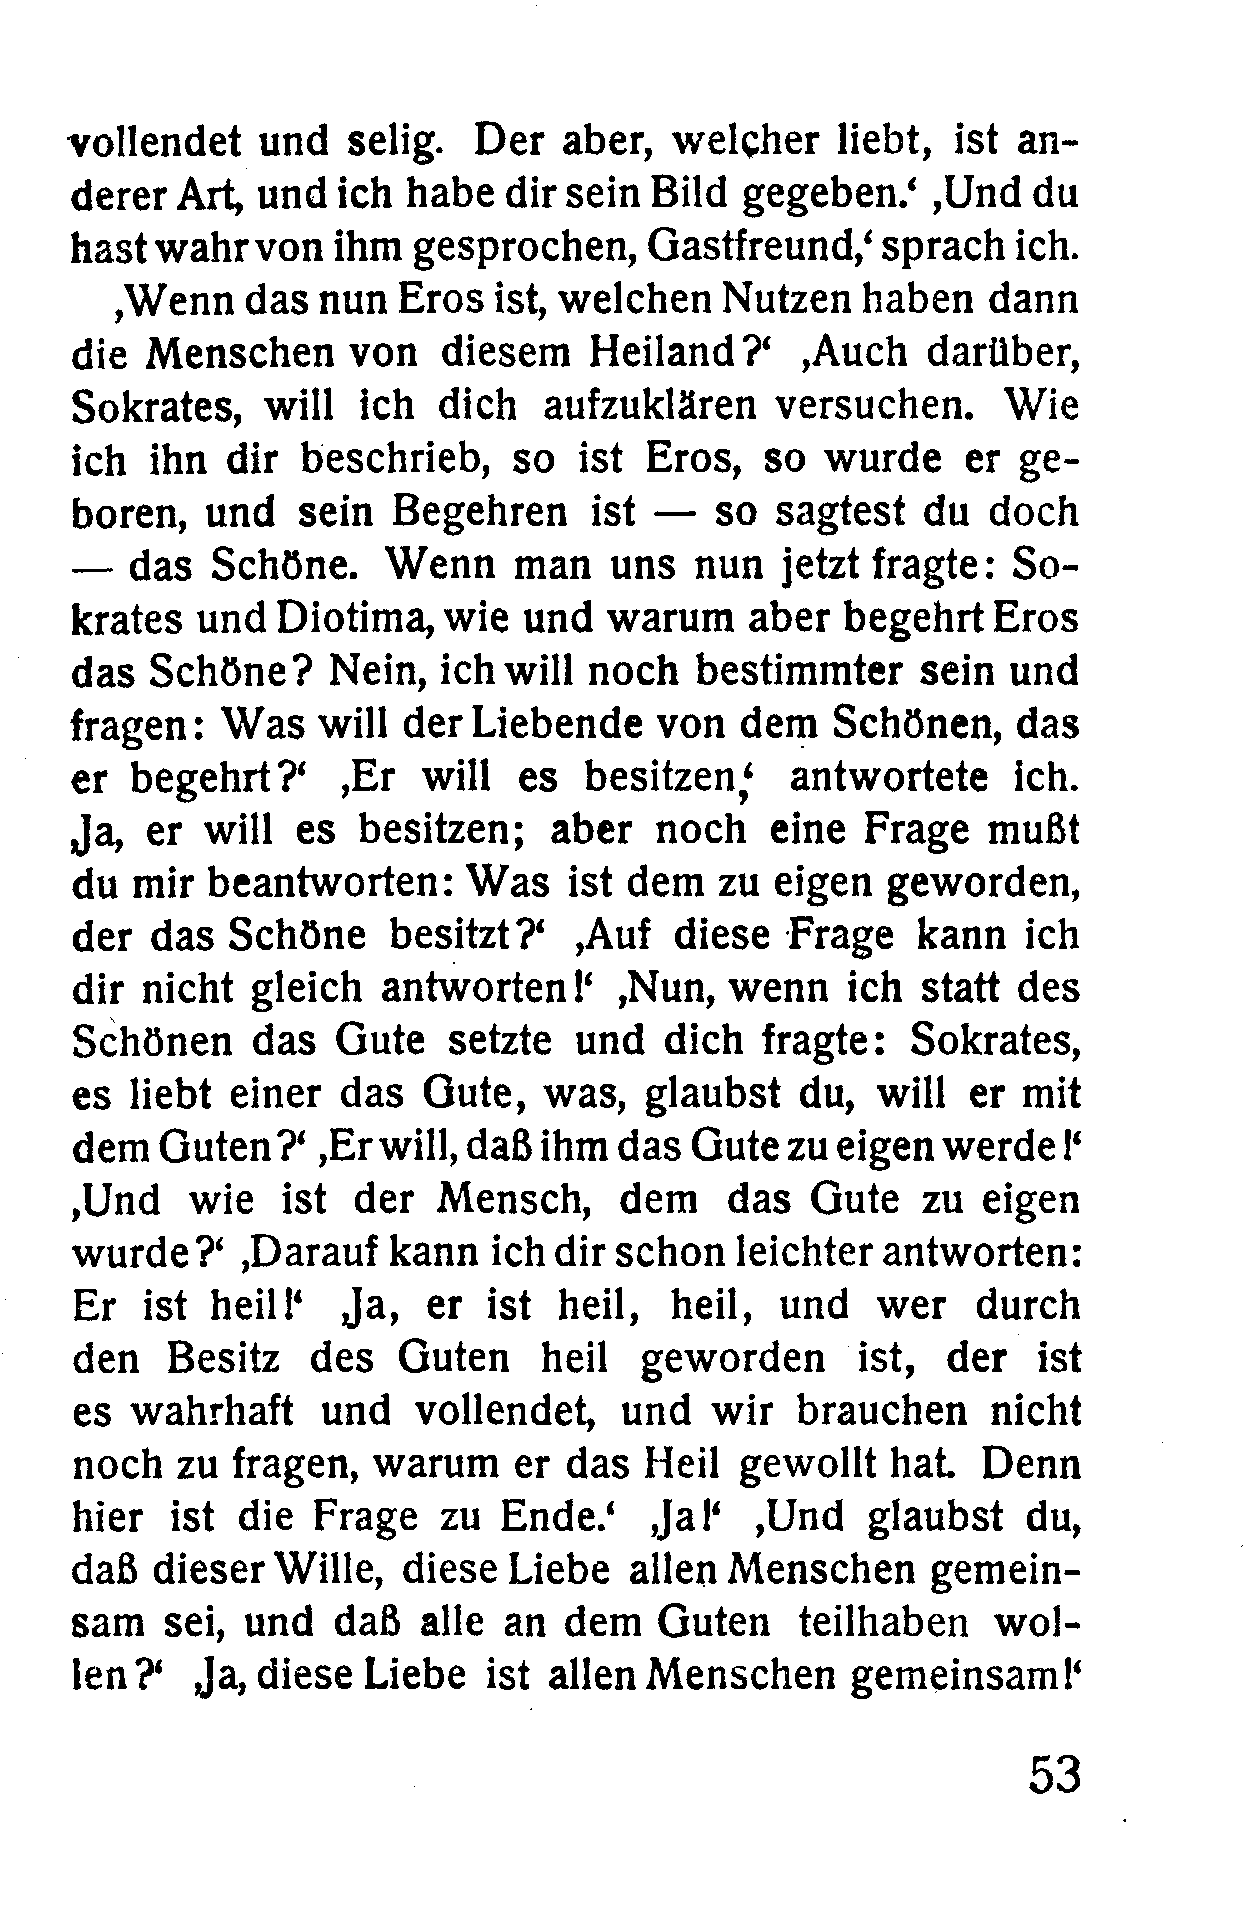 vollendet und selig. Der aber, welcher liebt, ist an-
derer Art, und ich habe dir sein Bild gegeben.‘ ‚Und du
hast wahr von ihm gesprochen, Gastfreund,‘ sprach ich.
‚Wenn das nun Eros ist, welchen Nutzen haben dann
die Menschen von diesem Heiland?‘ ‚Auch darüber,
Sokrates, will ich dich aufzuklären versuchen. Wie
ich ihn dir beschrieb, so ist Eros, so wurde er ge-
boren, und sein Begehren ist — so sagtest du doch
— das Schöne. Wenn man uns nun jetzt fragte: So-
krates und Diotima, wie und warum aber begehrt Eros
das Schöne? Nein, ich will noch bestimmter sein und
fragen: Was will der Liebende von dem Schönen, das
er begehrt?‘ ‚Er will es besitzen,‘ antwortete ich.
‚Ja, er will es besitzen; aber noch eine Frage mußt
du mir beantworten: Was ist dem zu eigen geworden,
der das Schöne besitzt?‘ ‚Auf diese Frage kann ich
dir nicht gleich antworten!‘ ‚Nun, wenn ich statt des
Schönen das Gute setzte und dich fragte: Sokrates,
es liebt einer das Gute, was, glaubst du, will er mit
dem Guten?‘ ‚Er will, daß ihm das Gute zu eigen werde!‘
‚Und wie ist der Mensch, dem das Gute zu eigen
wurde?‘ ‚Darauf kann ich dir schon leichter antworten:
Er ist heil!‘ ‚Ja, er ist heil, heil, und wer durch
den Besitz des Guten heil geworden ist, der ist
es wahrhaft und vollendet, und wir brauchen nicht
noch zu fragen, warum er das Heil gewollt hat. Denn
hier ist die Frage zu Ende.‘ ‚Ja!‘ ‚Und glaubst du,
daß dieser Wille, diese Liebe allen Menschen gemein-
sam sei, und daß alle an dem Guten teilhaben wol-
len?‘ ‚Ja, diese Liebe ist allen Menschen gemeinsam!‘
53